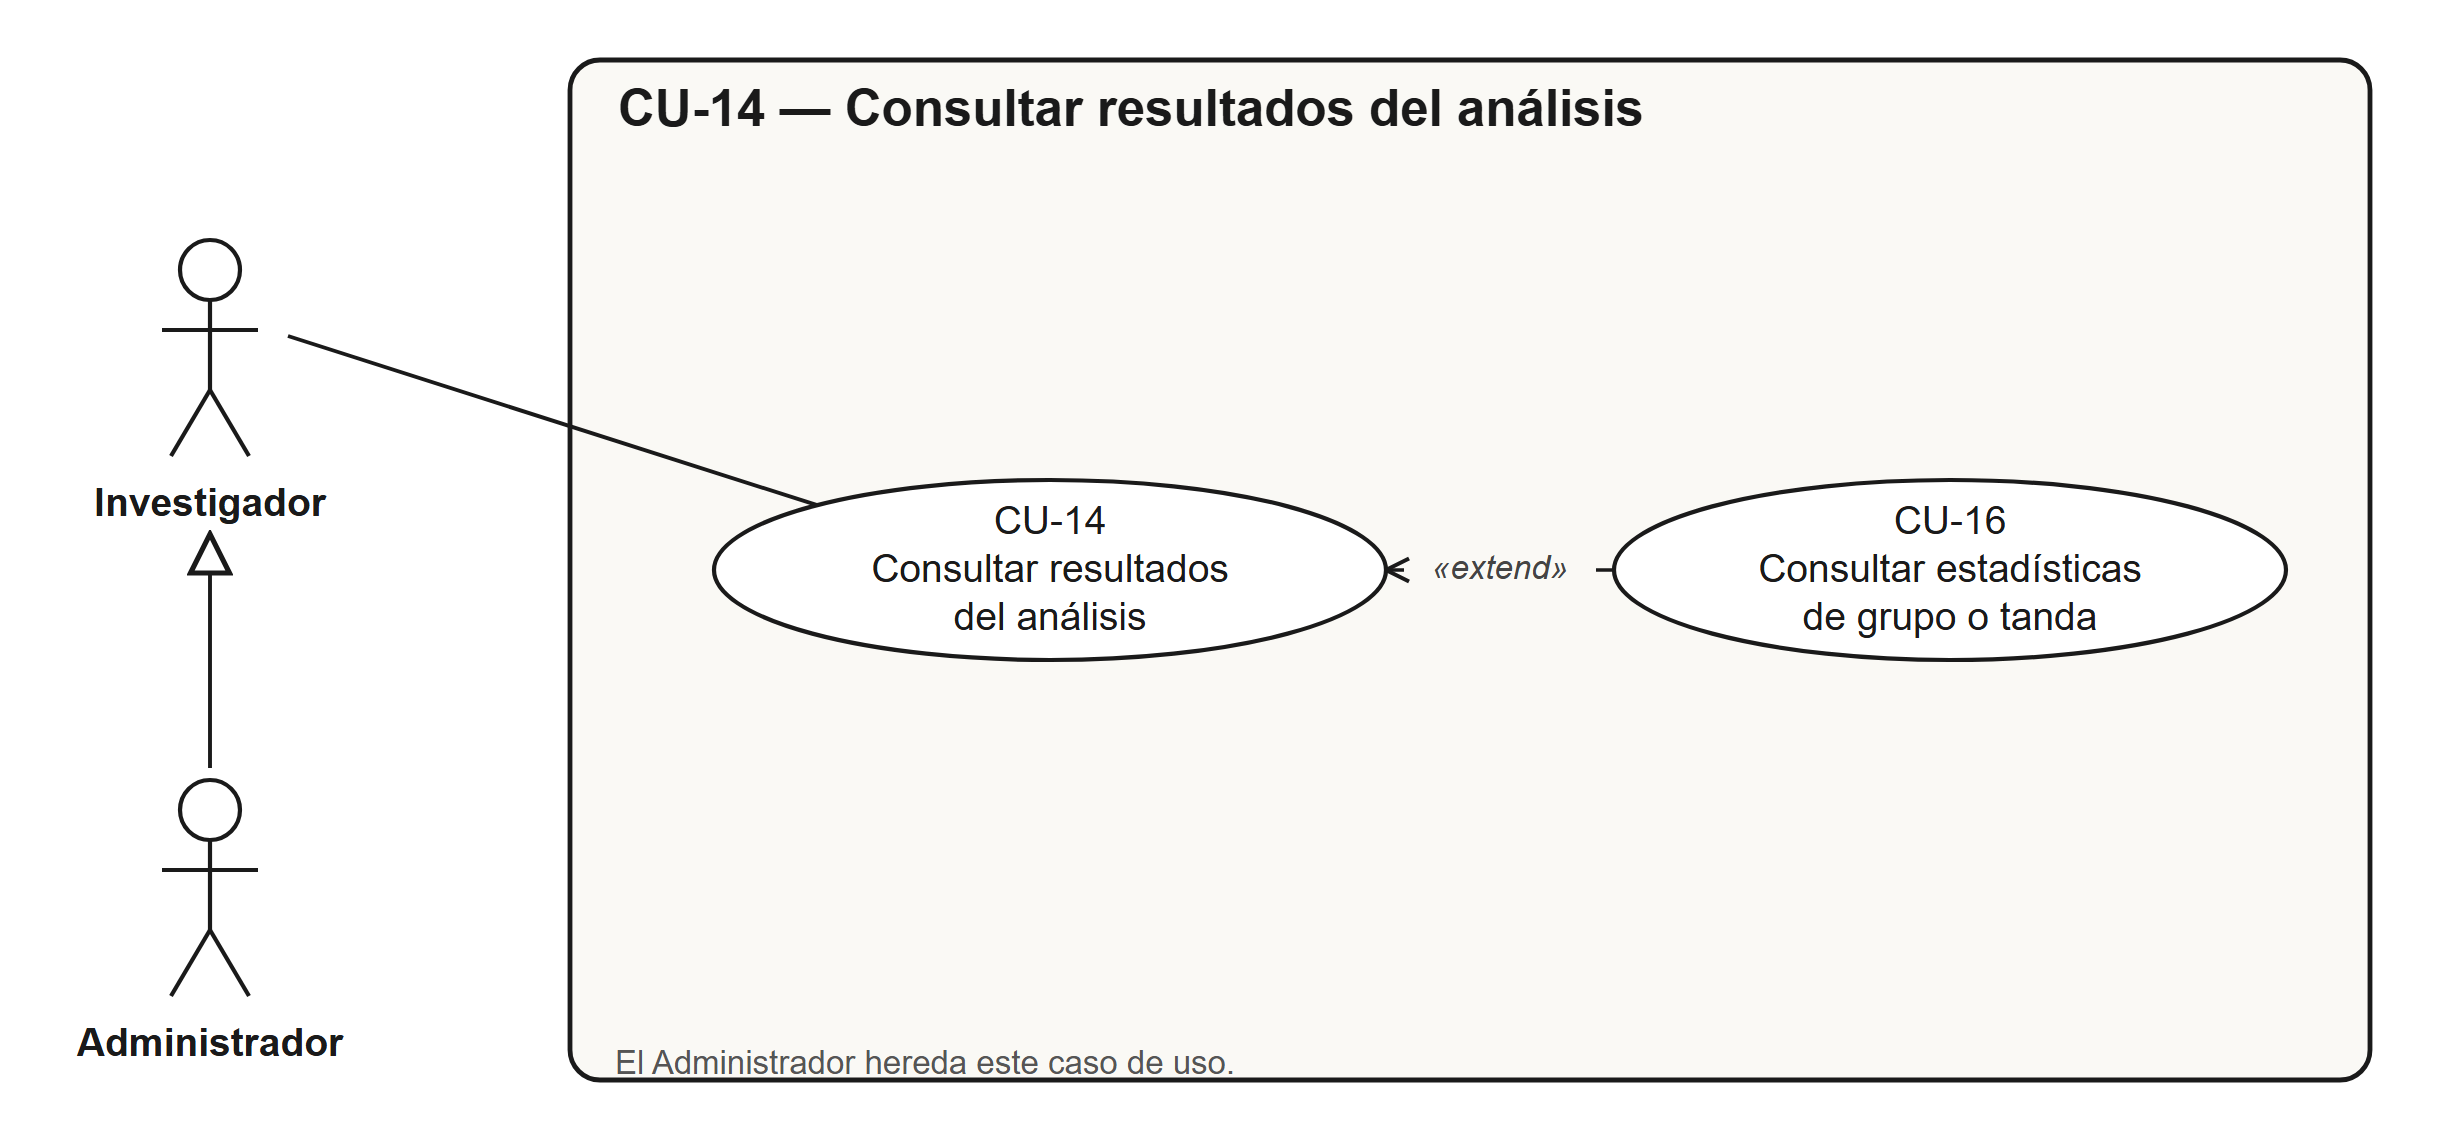 CU-14 — Consultar resultados del análisis
Investigador
CU-14
Consultar resultados
del análisis
«extend»
CU-16
Consultar estadísticas
de grupo o tanda
Administrador
El Administrador hereda este caso de uso.